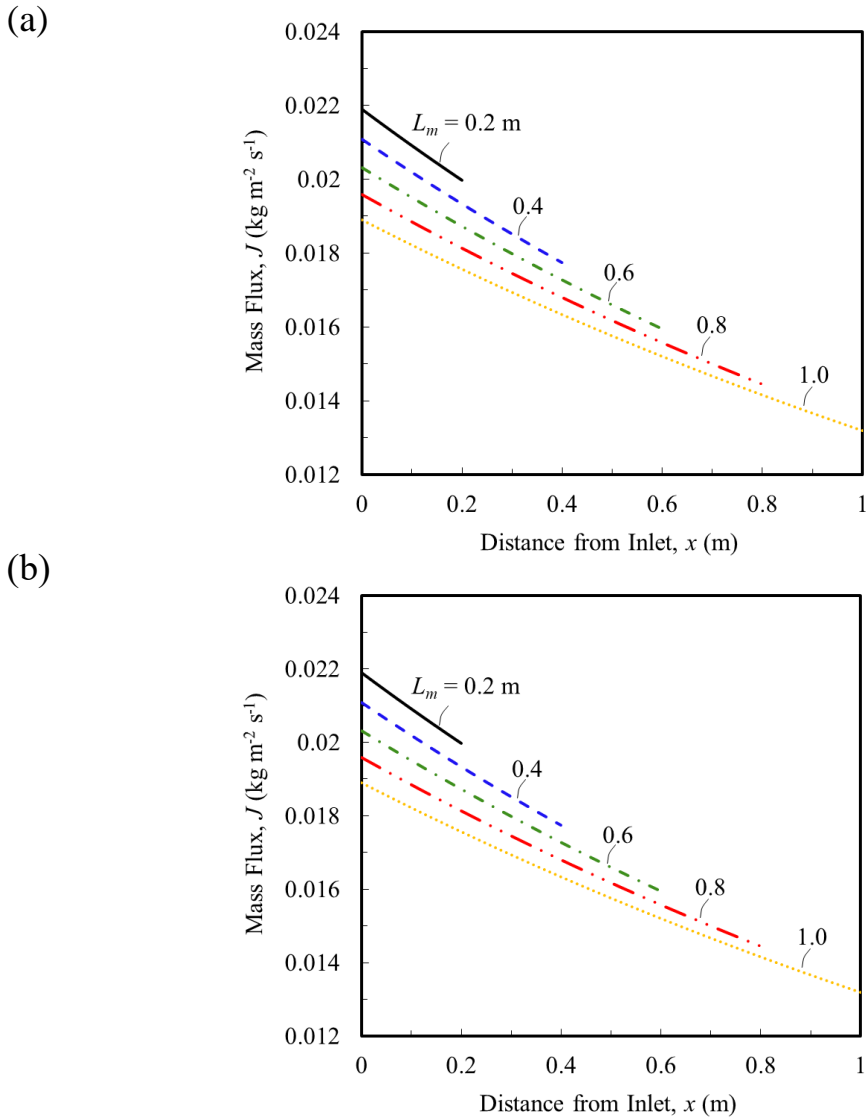 (a)
0.024
0.022
0.02
0.018
0.016
0.014
0.012
Mass Flux, J (kg m⁻² s⁻¹)
Lₘ = 0.2 m
0.4
0.6
0.8
1.0
0 0.2 0.4 0.6 0.8 1
Distance from Inlet, x (m)
(b)
0.024
0.022
0.02
0.018
0.016
0.014
0.012
Mass Flux, J (kg m⁻² s⁻¹)
Lₘ = 0.2 m
0.4
0.6
0.8
1.0
0 0.2 0.4 0.6 0.8 1
Distance from Inlet, x (m)